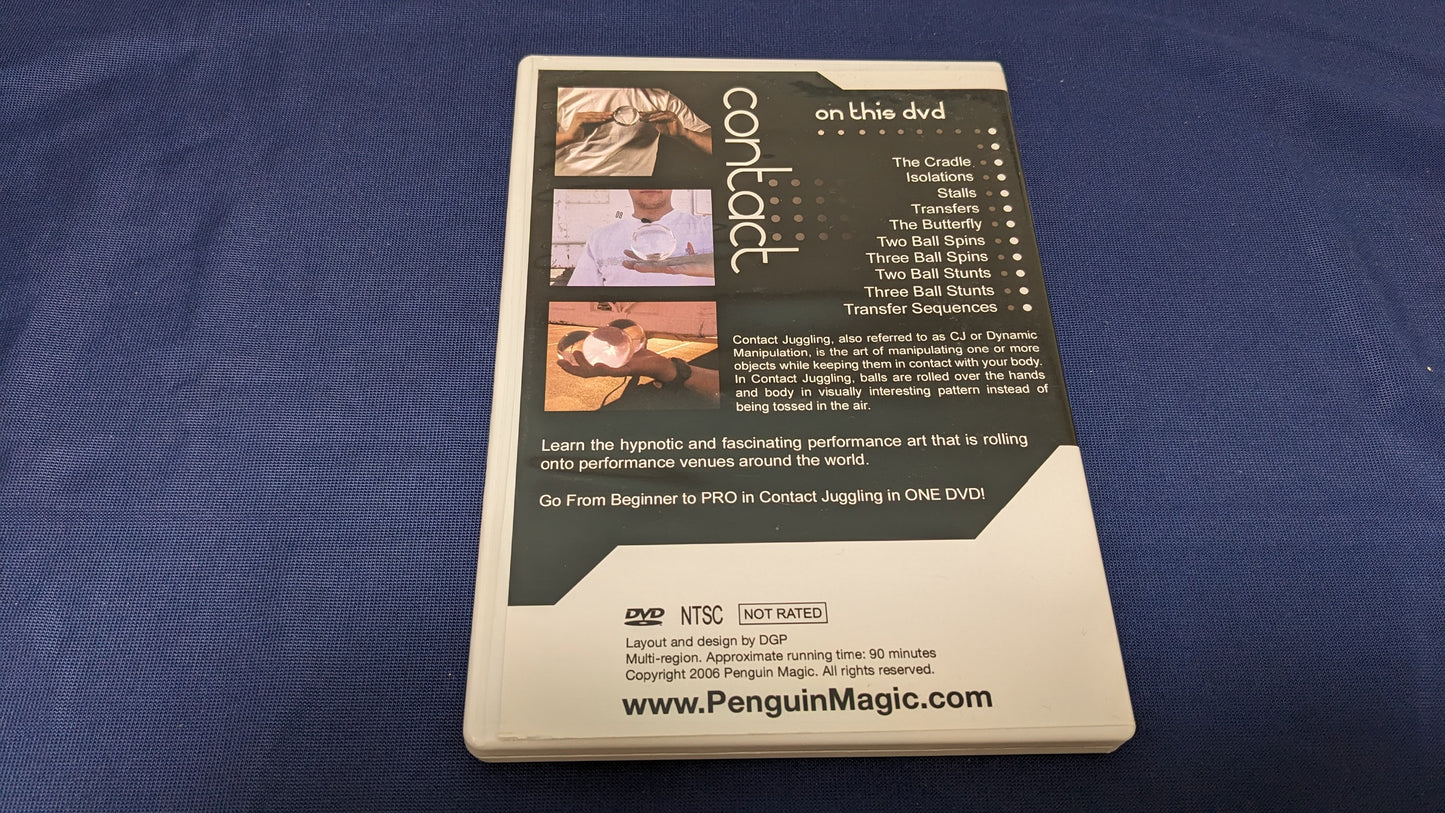 contact
on this dvd
The Cradle
Isolations
Stalls
Transfers
The Butterfly
Two Ball Spins
Three Ball Spins
Two Ball Stunts
Three Ball Stunts
Transfer Sequences
Contact Juggling, also referred to as CJ or Dynamic
Manipulation, is the art of manipulating one or more
objects while keeping them in contact with your body.
In Contact Juggling, balls are rolled over the hands
and body in visually interesting pattern instead of
being tossed in the air.
Learn the hypnotic and fascinating performance art that is rolling
onto performance venues around the world.
Go From Beginner to PRO in Contact Juggling in ONE DVD!
DVD NTSC NOT RATED
Layout and design by DGP
Multi-region. Approximate running time: 90 minutes
Copyright 2006 Penguin Magic. All rights reserved.
www.PenguinMagic.com